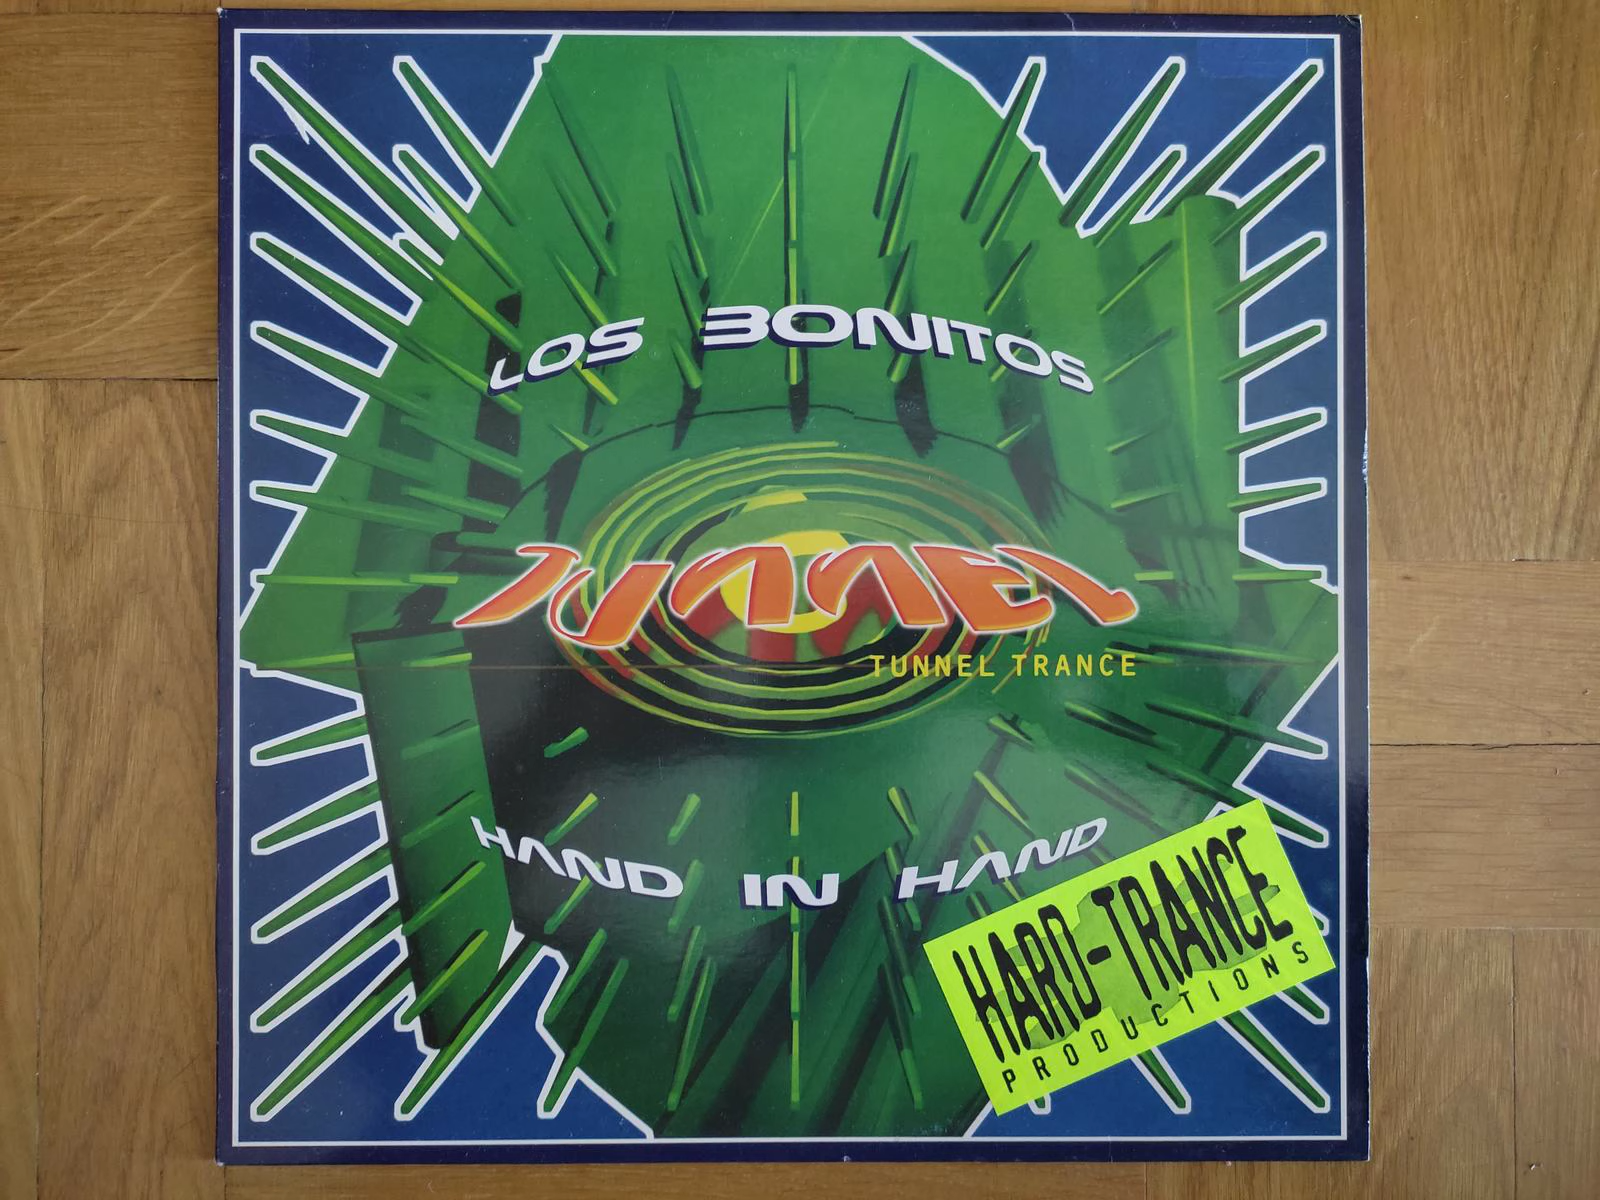 LOS BONITOS
TUNNEL
TUNNEL TRANCE
HAND IN HAND
HARD-TRANCE
PRODUCTIONS